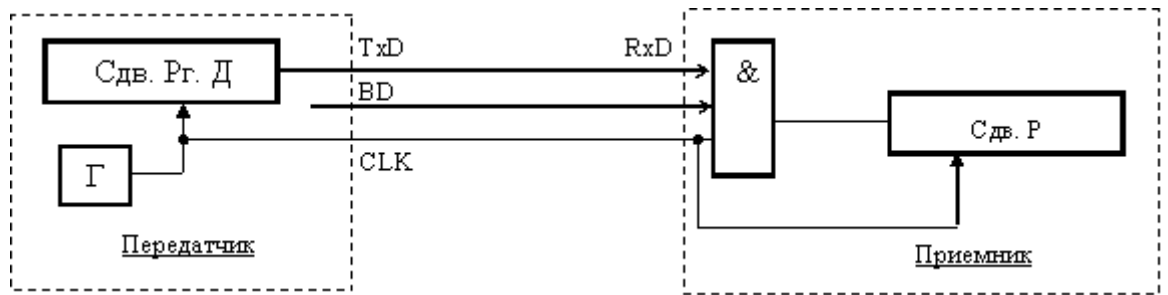 TxD RxD
Сдв. Рг. Д &
BD
Сдв. Р
CLK
Г
Передатчик
Приемник